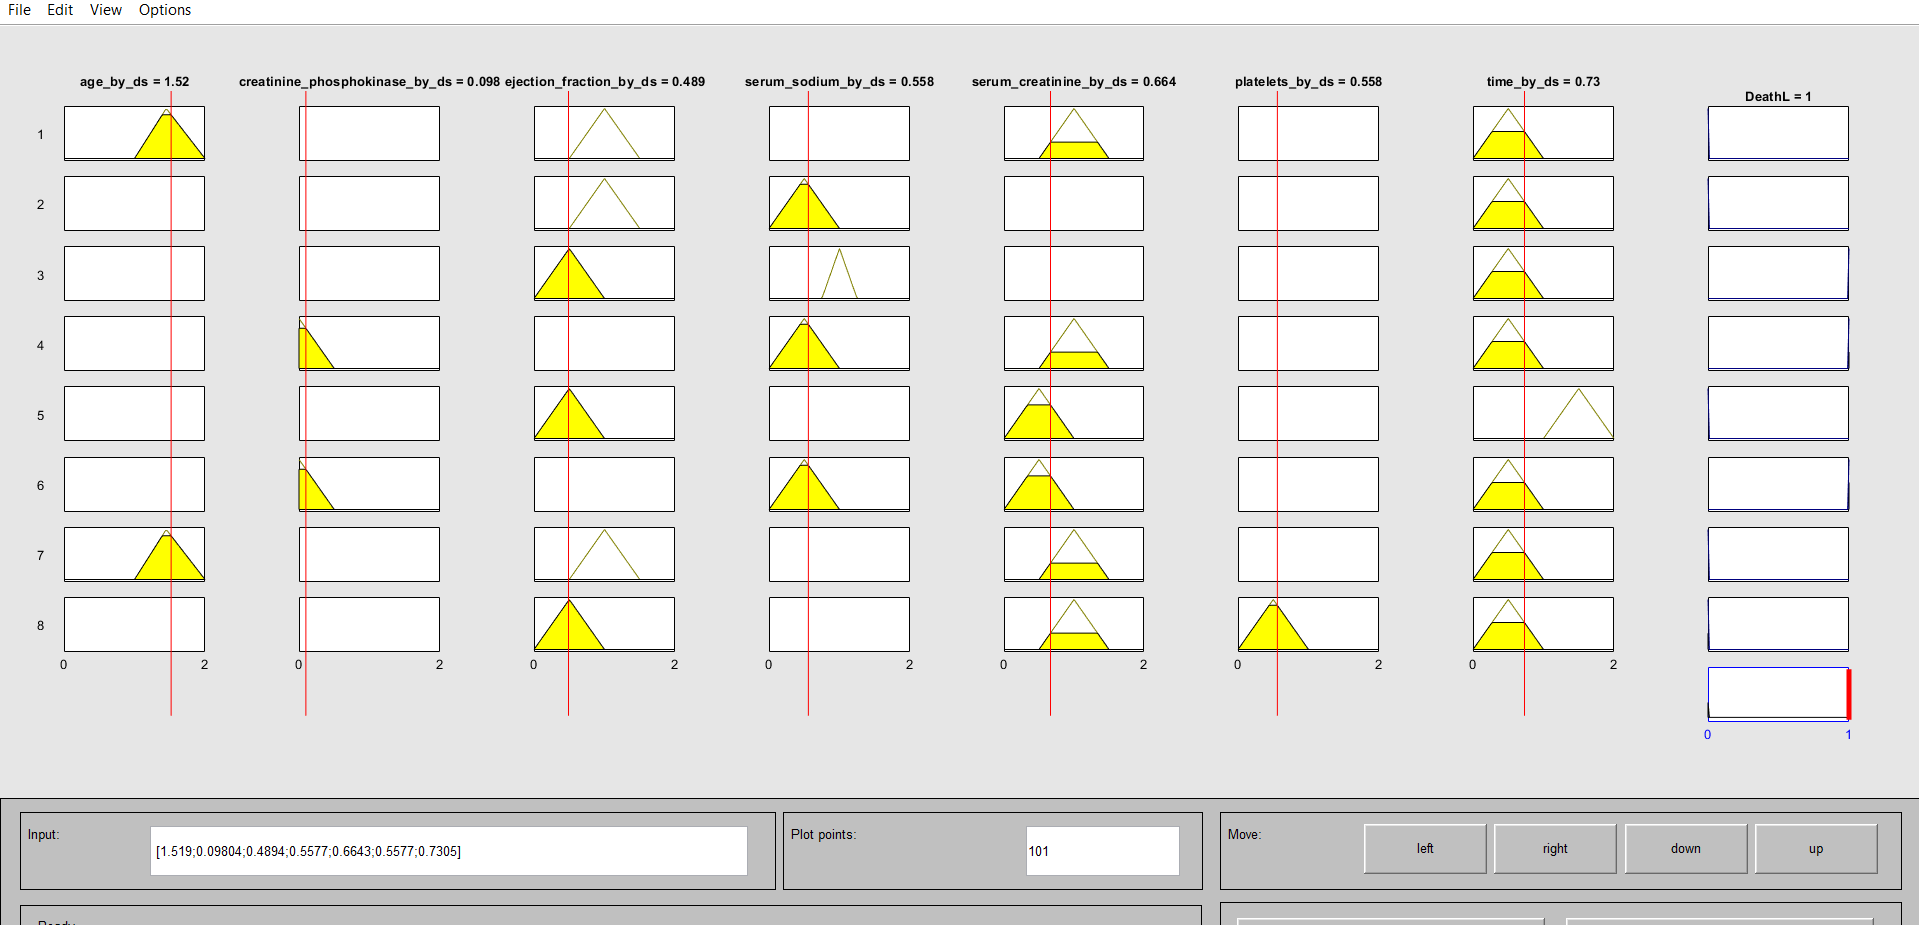 File Edit View Options
age_by_ds = 1.52 creatinine_phosphokinase_by_ds = 0.098 ejection_fraction_by_ds = 0.489 serum_sodium_by_ds = 0.558 serum_creatinine_by_ds = 0.664 platelets_by_ds = 0.558 time_by_ds = 0.73
DeathL = 1
1
2
3
4
5
6
7
8
0 2 0 2 0 2 0 2 0 2 0 2 0 2
0 1
Input: [1.519;0.09804;0.4894;0.5577;0.6643;0.5577;0.7305] Plot points: 101 Move: left right down up
Ready